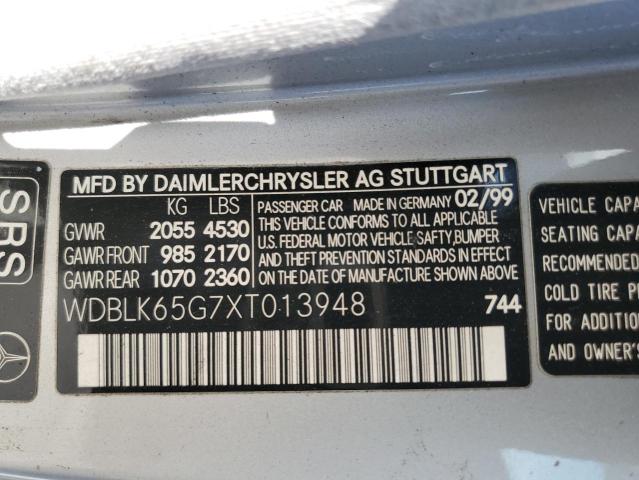 SRS
MFD BY DAIMLERCHRYSLER AG STUTTGART
KG LBS
GVWR 2055 4530
GAWR FRONT 985 2170
GAWR REAR 1070 2360
PASSENGER CAR MADE IN GERMANY 02/99
THIS VEHICLE CONFORMS TO ALL APPLICABLE
U.S. FEDERAL MOTOR VEHICLE SAFTY,BUMPER
AND THEFT PREVENTION STANDARDS IN EFFECT
ON THE DATE OF MANUFACTURE SHOWN ABOVE.
WDBLK65G7XT013948 744
VEHICLE CAPA
SEATING CAPA
COLD TIRE P
FOR ADDITION
AND OWNER'S